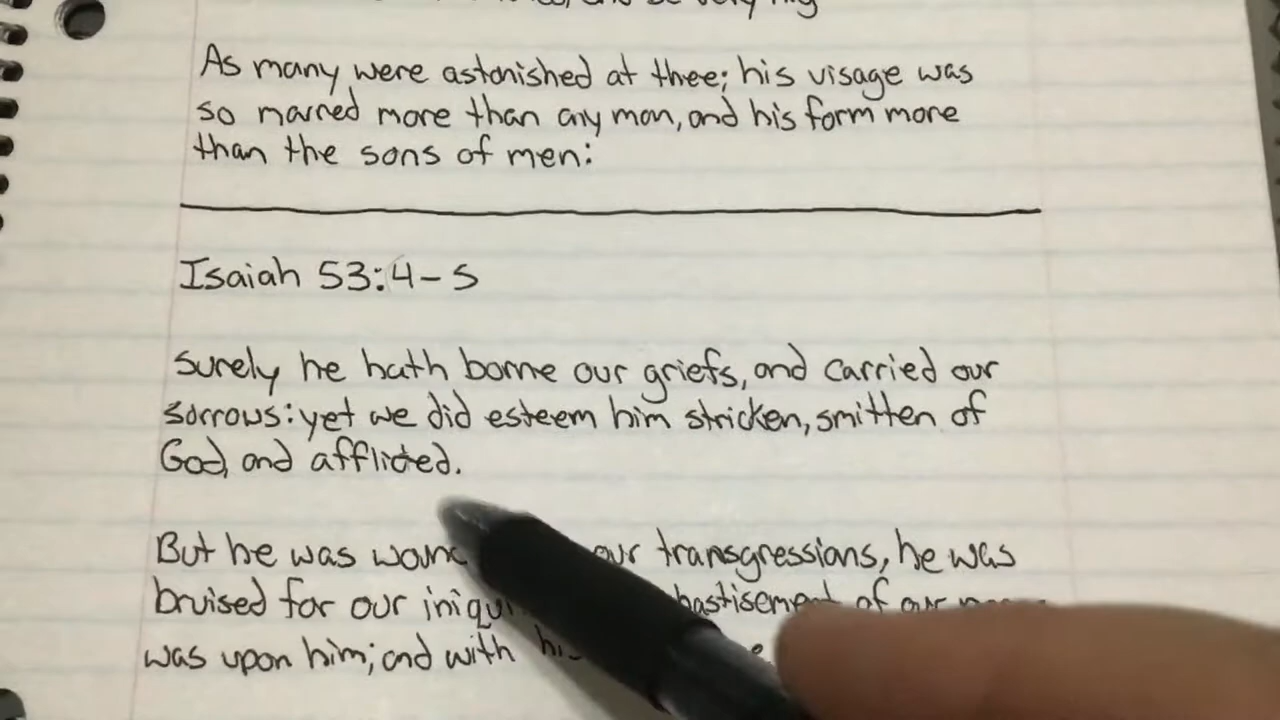 As many were astonished at thee; his visage was
so marred more than any man, and his form more
than the sons of men:
Isaiah 53:4-5
Surely he hath borne our griefs, and carried our
sorrows: yet we did esteem him stricken, smitten of
God, and afflicted.
But he was our transgressions, he was
bruised for our of our
was upon him; and with